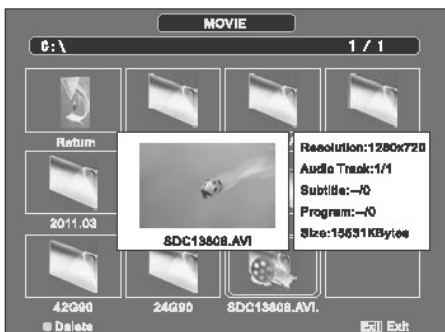 MOVIE
C:\ 1 / 1
Return
Resolution:1280x720
Audio Track:1/1
Subtitle:--/0
Program:--/0
Size:15631KBytes
SDC13808.AVI
2011.03
42G90 24G90 SDC13808.AVI.
Delete Exit Exit